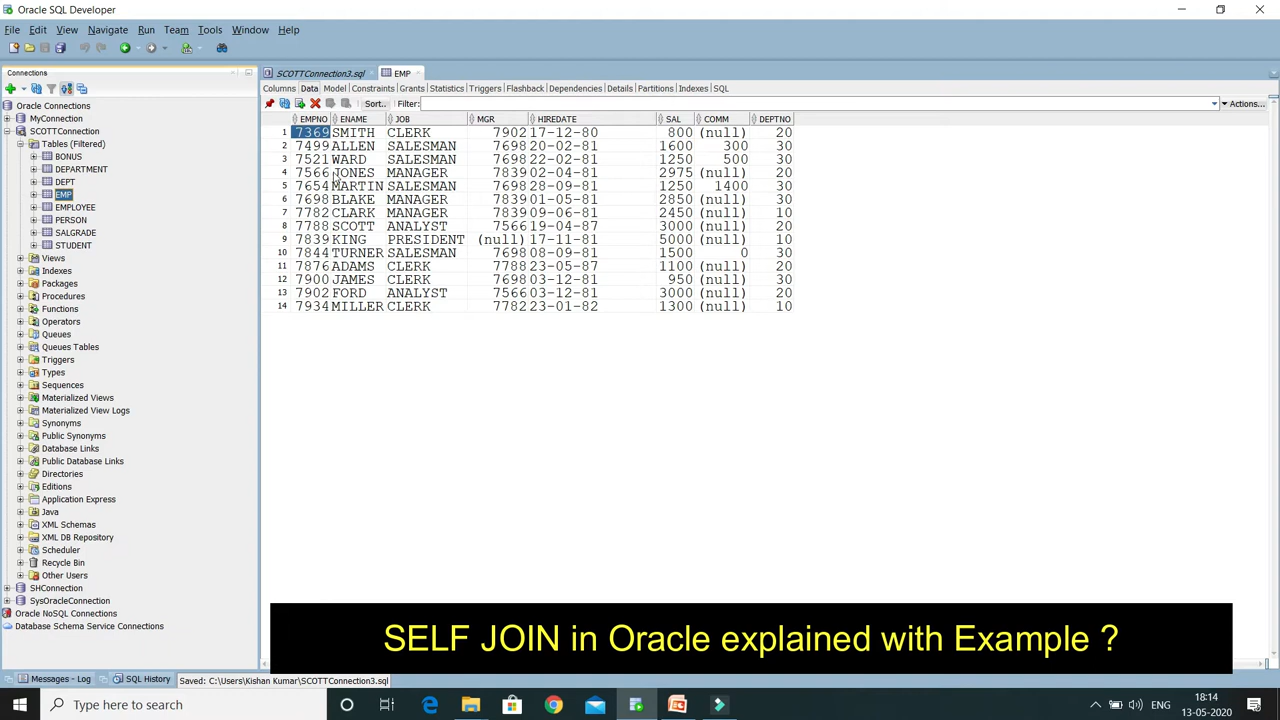 Oracle SQL Developer
File Edit View Navigate Run Team Tools Window Help
Connections
SCOTTConnection3.sql
EMP
Oracle Connections
MyConnection
SCOTTConnection
Tables (Filtered)
BONUS
DEPARTMENT
DEPT
EMP
EMPLOYEE
PERSON
SALGRADE
STUDENT
Views
Indexes
Packages
Procedures
Functions
Operators
Queues
Queues Tables
Triggers
Types
Sequences
Materialized Views
Materialized View Logs
Synonyms
Public Synonyms
Database Links
Public Database Links
Directories
Editions
Application Express
Java
XML Schemas
XML DB Repository
Scheduler
Recycle Bin
Other Users
SHConnection
SysOracleConnection
Oracle NoSQL Connections
Database Schema Service Connections
Columns Data Model Constraints Grants Statistics Triggers Flashback Dependencies Details Partitions Indexes SQL
Sort.. Filter: Actions...
EMPNO ENAME JOB MGR HIREDATE SAL COMM DEPTNO
1 7369 SMITH CLERK 7902 17-12-80 800 (null) 20
2 7499 ALLEN SALESMAN 7698 20-02-81 1600 300 30
3 7521 WARD SALESMAN 7698 22-02-81 1250 500 30
4 7566 JONES MANAGER 7839 02-04-81 2975 (null) 20
5 7654 MARTIN SALESMAN 7698 28-09-81 1250 1400 30
6 7698 BLAKE MANAGER 7839 01-05-81 2850 (null) 30
7 7782 CLARK MANAGER 7839 09-06-81 2450 (null) 10
8 7788 SCOTT ANALYST 7566 19-04-87 3000 (null) 20
9 7839 KING PRESIDENT (null) 17-11-81 5000 (null) 10
10 7844 TURNER SALESMAN 7698 08-09-81 1500 0 30
11 7876 ADAMS CLERK 7788 23-05-87 1100 (null) 20
12 7900 JAMES CLERK 7698 03-12-81 950 (null) 30
13 7902 FORD ANALYST 7566 03-12-81 3000 (null) 20
14 7934 MILLER CLERK 7782 23-01-82 1300 (null) 10
SELF JOIN in Oracle explained with Example ?
Messages - Log SQL History Saved: C:\Users\Kishan Kumar\SCOTTConnection3.sql
Type here to search
ENG
18:14
13-05-2020